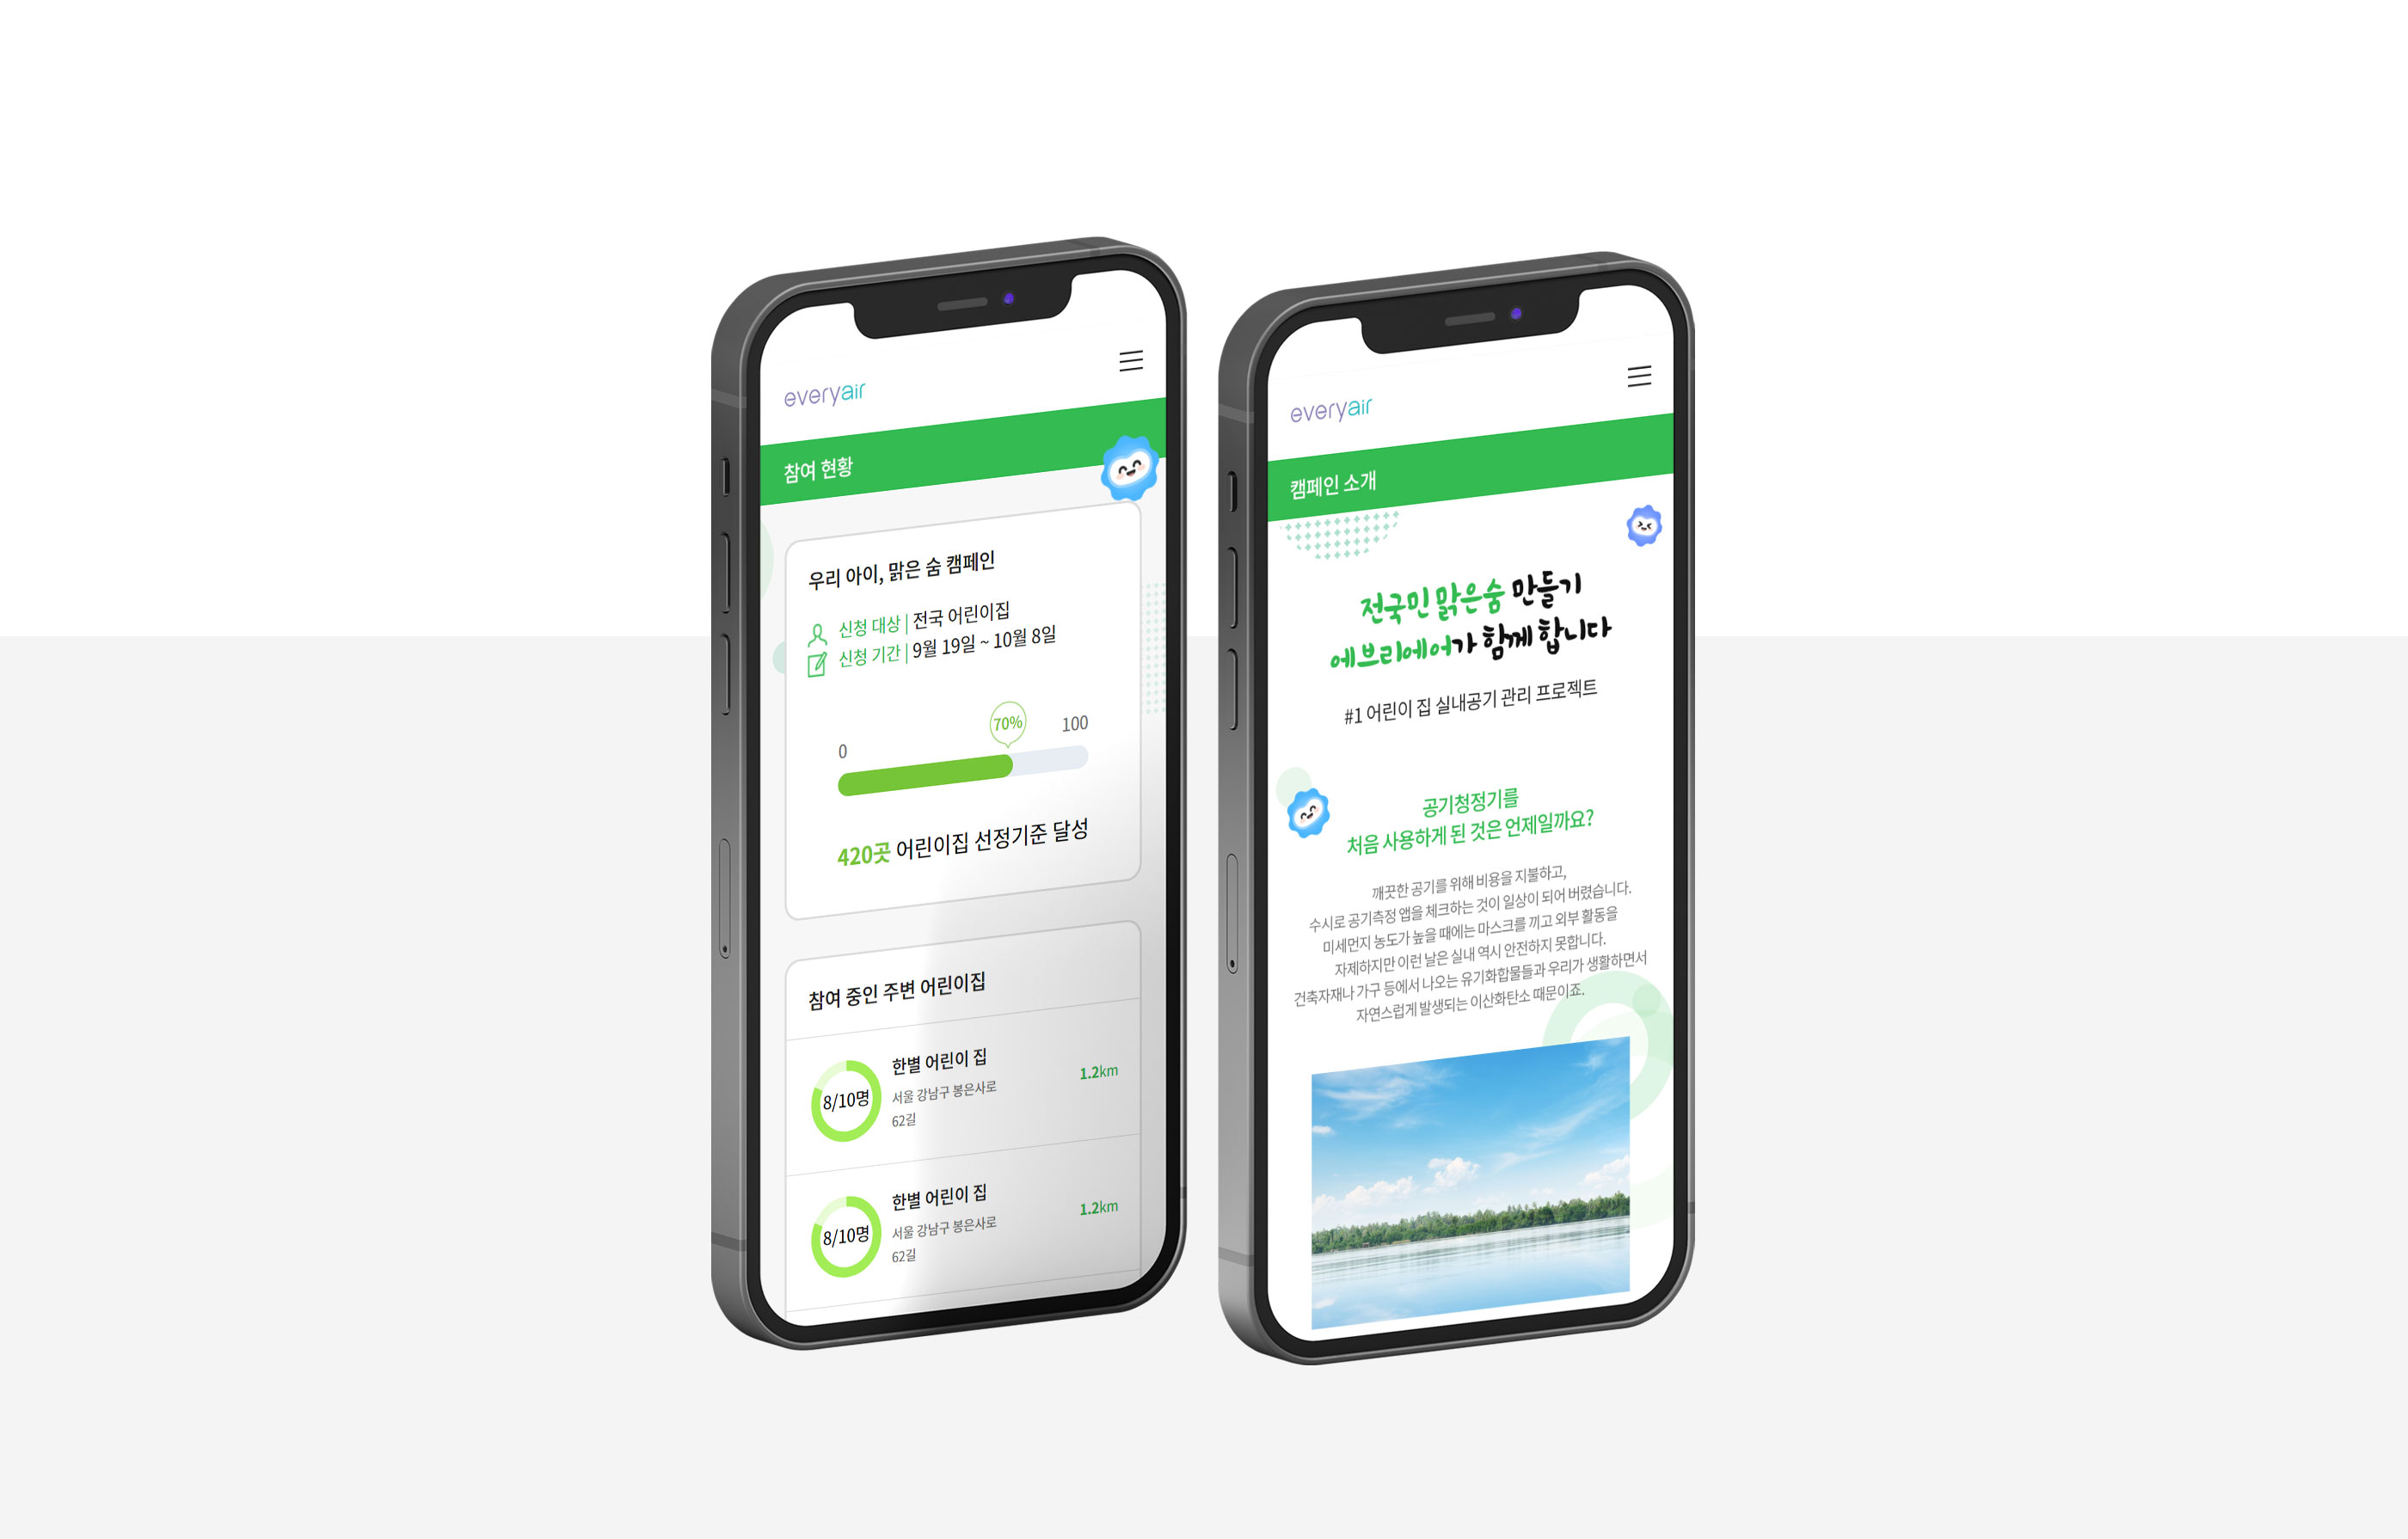 everyair
참여 현황
우리 아이, 맑은 숨 캠페인
신청 대상 | 전국 어린이집
신청 기간 | 9월 19일 ~ 10월 8일
0
70%
100
420곳 어린이집 선정기준 달성
참여 중인 주변 어린이집
8/10명
한별 어린이 집
서울 강남구 봉은사로
62길
1.2km
8/10명
한별 어린이 집
서울 강남구 봉은사로
62길
1.2km
everyair
캠페인 소개
전국민 맑은숨 만들기
에브리에어가 함께 합니다
#1 어린이 집 실내공기 관리 프로젝트
공기청정기를
처음 사용하게 된 것은 언제일까요?
깨끗한 공기를 위해 비용을 지불하고,
수시로 공기측정 앱을 체크하는 것이 일상이 되어 버렸습니다.
미세먼지 농도가 높을 때에는 마스크를 끼고 외부 활동을
자제하지만 이런 날은 실내 역시 안전하지 못합니다.
건축자재나 가구 등에서 나오는 유기화합물들과 우리가 생활하면서
자연스럽게 발생되는 이산화탄소 때문이죠.